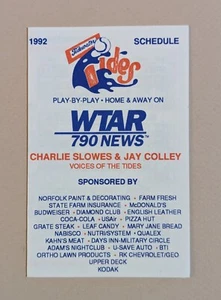 1992 SCHEDULE
Tidewater
Tides
PLAY-BY-PLAY • HOME & AWAY ON
WTAR
790 NEWS
CHARLIE SLOWES & JAY COLLEY
VOICES OF THE TIDES
SPONSORED BY
NORFOLK PAINT & DECORATING • FARM FRESH
STATE FARM INSURANCE • McDONALD'S
BUDWEISER • DIAMOND CLUB • ENGLISH LEATHER
COCA-COLA • USAir • PIZZA HUT
GRATE STEAK • LEAF CANDY • MARY JANE BREAD
NABISCO • NUTRI/SYSTEM • QUALEX
KAHN'S MEAT • DAYS INN-MILITARY CIRCLE
ADAM'S NIGHTCLUB • U-SAVE AUTO • BTI
ORTHO LAWN PRODUCTS • RK CHEVROLET/GEO
UPPER DECK
KODAK